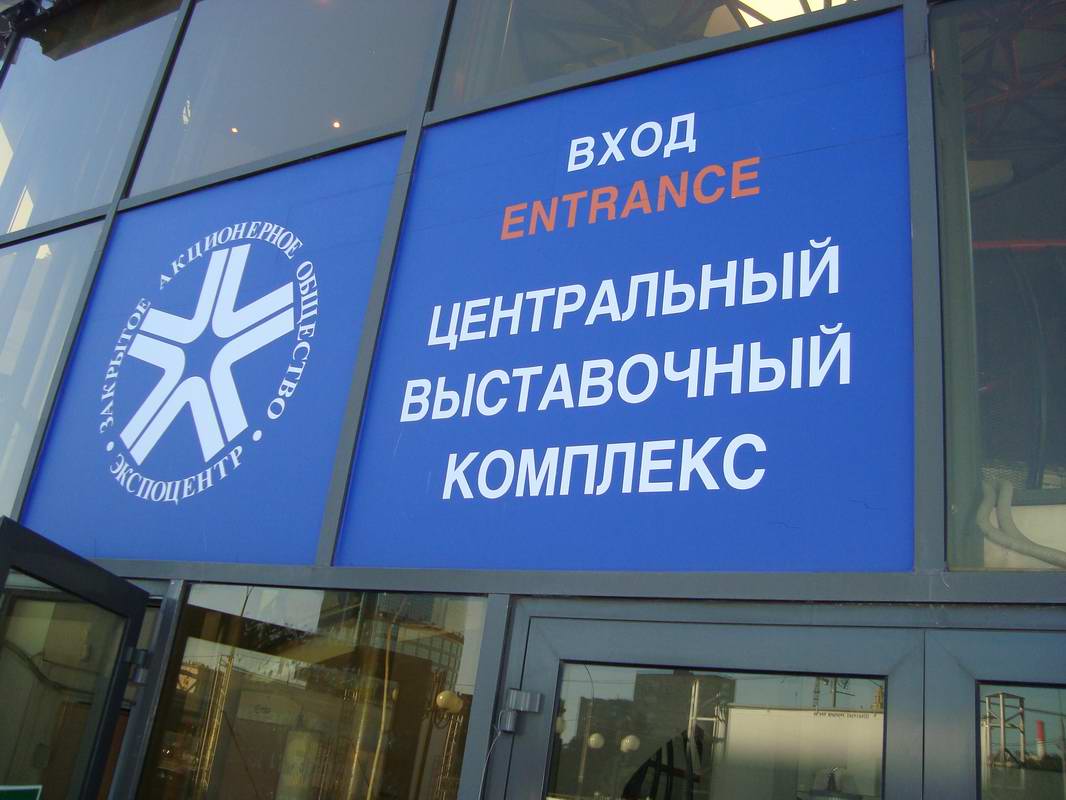 ЗАКРЫТОЕ АКЦИОНЕРНОЕ ОБЩЕСТВО
• ЭКСПОЦЕНТР •
ВХОД
ENTRANCE
ЦЕНТРАЛЬНЫЙ
ВЫСТАВОЧНЫЙ
КОМПЛЕКС